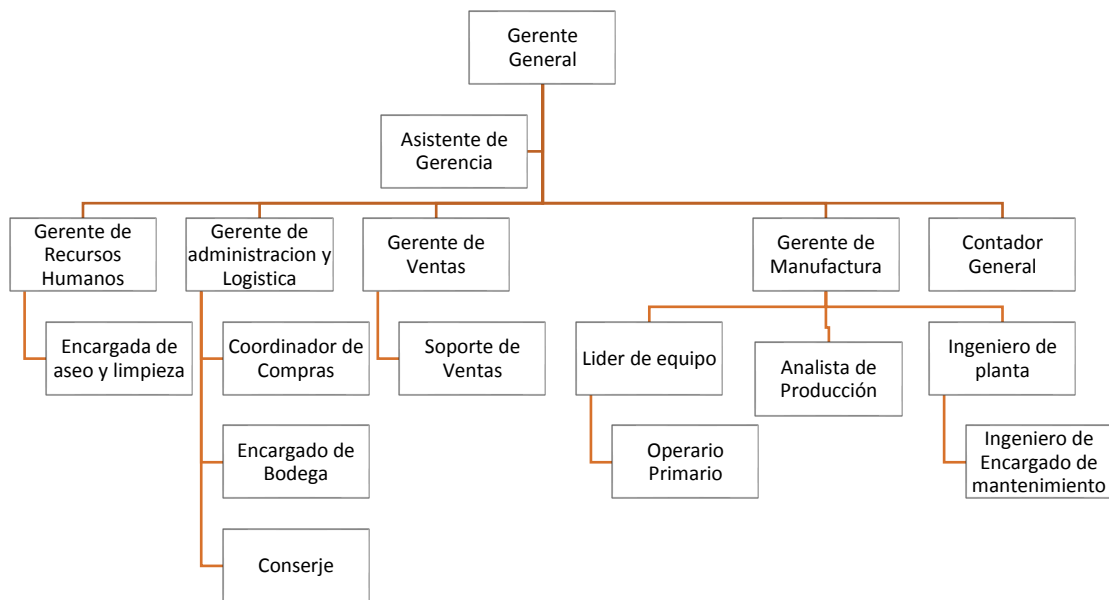 Gerente
General
Asistente de
Gerencia
Gerente de
Recursos
Humanos
Gerente de
administracion y
Logistica
Gerente de
Ventas
Gerente de
Manufactura
Contador
General
Encargada de
aseo y limpieza
Coordinador de
Compras
Soporte de
Ventas
Lider de equipo
Analista de
Producción
Ingeniero de
planta
Encargado de
Bodega
Operario
Primario
Ingeniero de
Encargado de
mantenimiento
Conserje